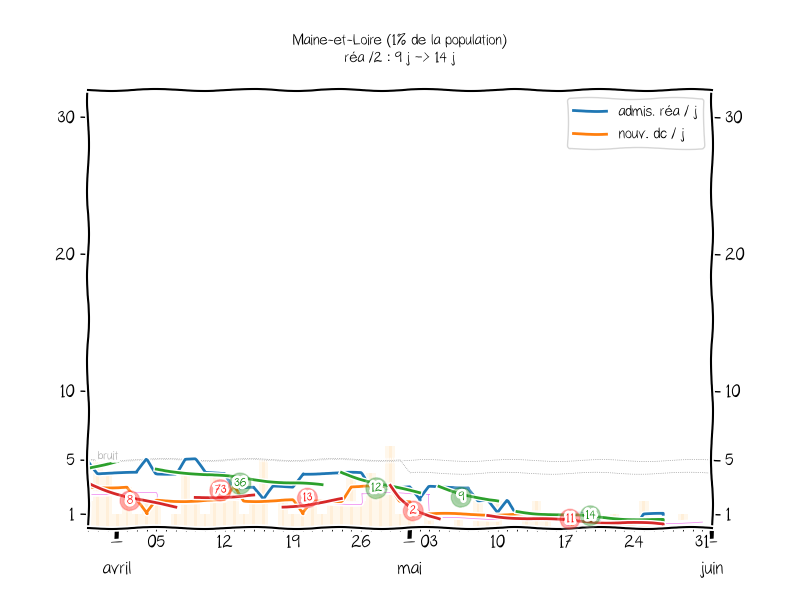 Maine-et-Loire (1% de la population)
réa /2 : 9 j -> 14 j
admis. réa / j
nouv. dc / j
30 30
20 20
10 10
5 5
1 1
bruit
8 73 36 13 12 2 9 11 14
05 12 19 26 03 10 17 24 31
avril mai juin